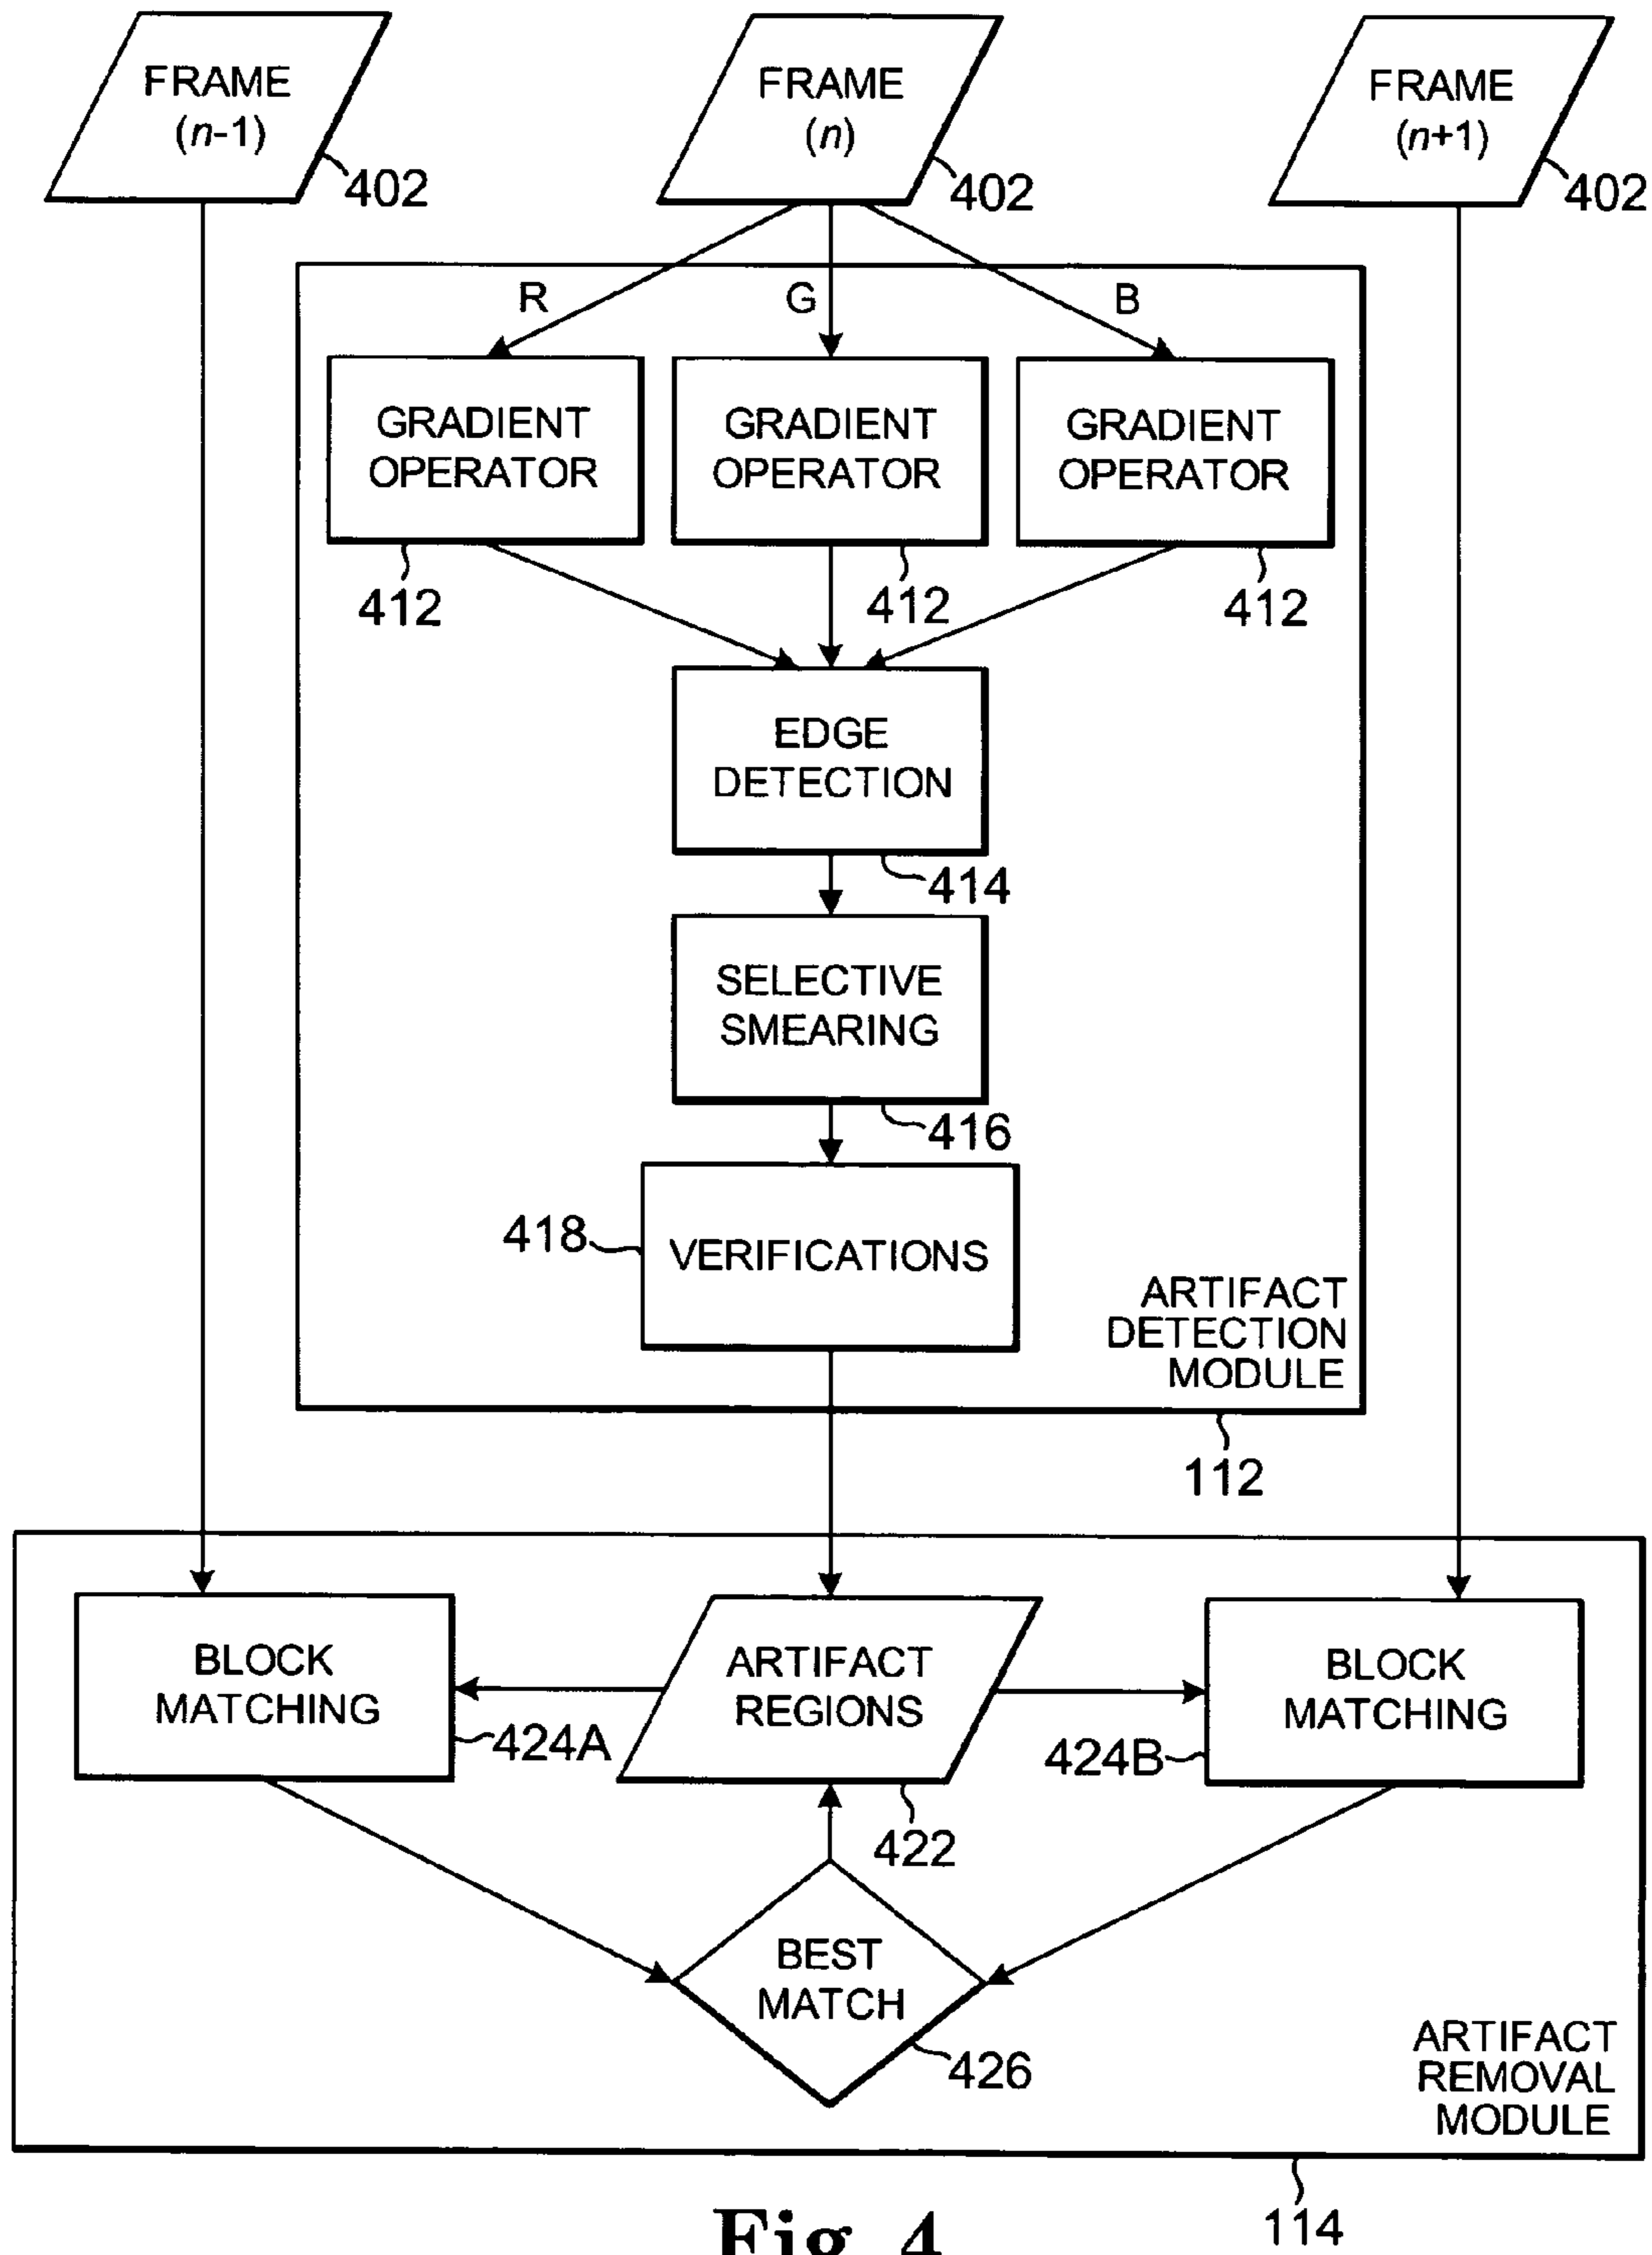 FRAME
(n-1)
402
FRAME
(n)
402
FRAME
(n+1)
402
R
G
B
GRADIENT
OPERATOR
412
GRADIENT
OPERATOR
412
GRADIENT
OPERATOR
412
EDGE
DETECTION
414
SELECTIVE
SMEARING
416
418
VERIFICATIONS
ARTIFACT
DETECTION
MODULE
112
BLOCK
MATCHING
424A
ARTIFACT
REGIONS
422
BLOCK
MATCHING
424B
BEST
MATCH
426
ARTIFACT
REMOVAL
MODULE
114
Fig. 4